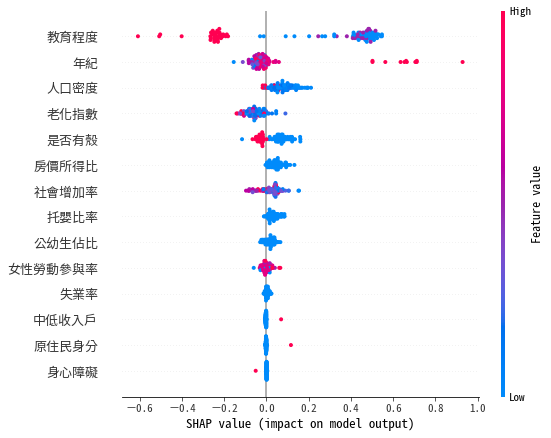 High
教育程度
年紀
人口密度
老化指數
是否有殼
房價所得比
社會增加率
托嬰比率
公幼生佔比
女性勞動參與率
失業率
中低收入戶
原住民身分
身心障礙
Feature value
Low
−0.6 −0.4 −0.2 0.0 0.2 0.4 0.6 0.8 1.0
SHAP value (impact on model output)